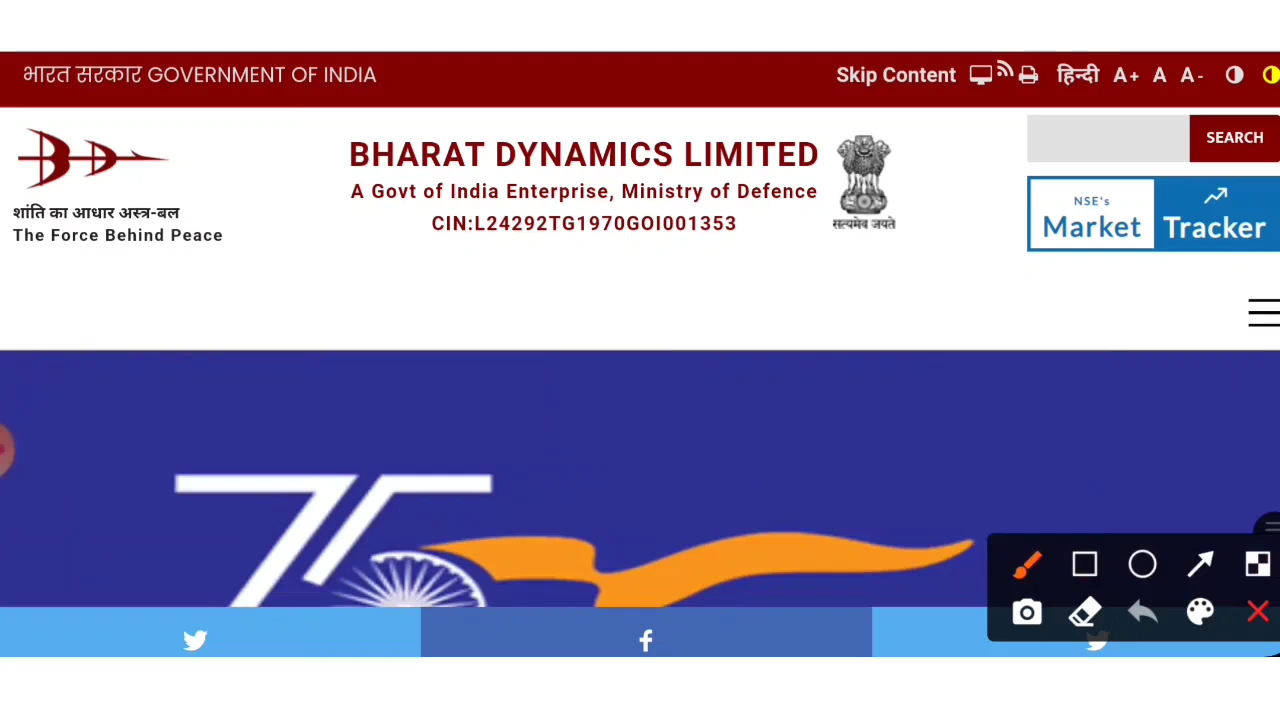 भारत सरकार GOVERNMENT OF INDIA
Skip Content हिन्दी A+ A A-
SEARCH
BHARAT DYNAMICS LIMITED
A Govt of India Enterprise, Ministry of Defence
CIN:L24292TG1970GOI001353
सत्यमेव जयते
शांति का आधार अस्त्र-बल
The Force Behind Peace
NSE's
Market Tracker
75